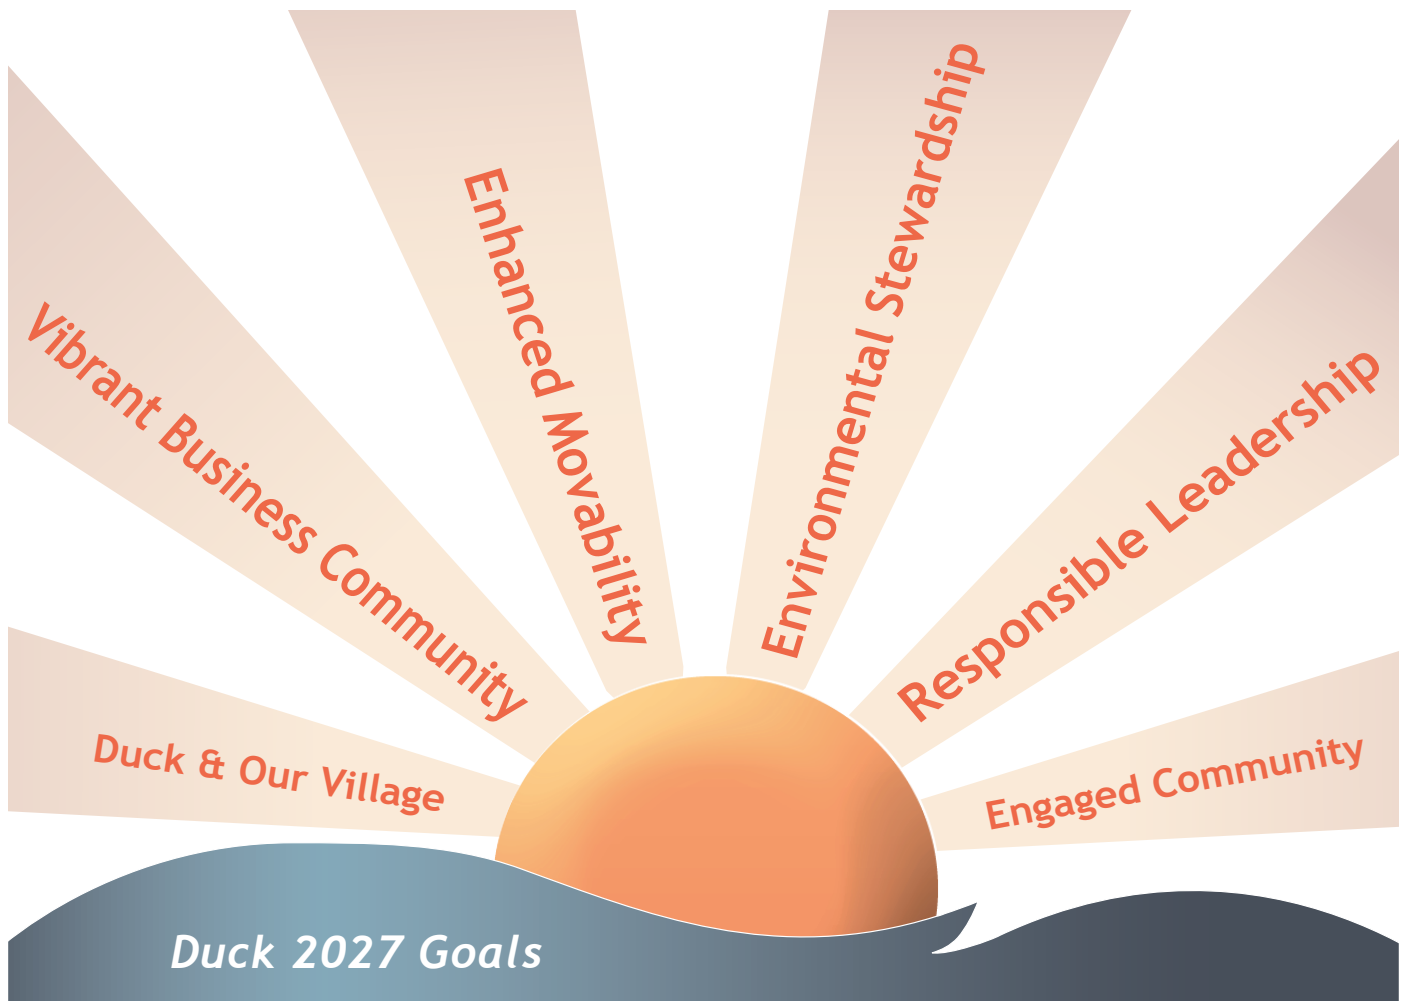 Duck & Our Village
Vibrant Business Community
Enhanced Movability
Environmental Stewardship
Responsible Leadership
Engaged Community
Duck 2027 Goals